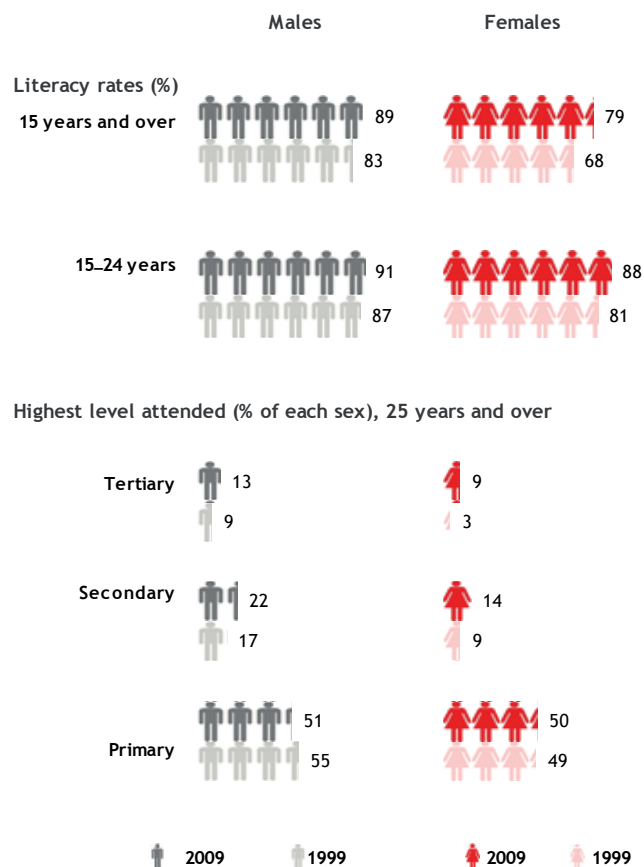 Males Females
Literacy rates (%)
15 years and over 89 79
83 68
15–24 years 91 88
87 81
Highest level attended (% of each sex), 25 years and over
Tertiary 13 9
9 3
Secondary 22 14
17 9
51 50
Primary 55 49
2009 1999 2009 1999